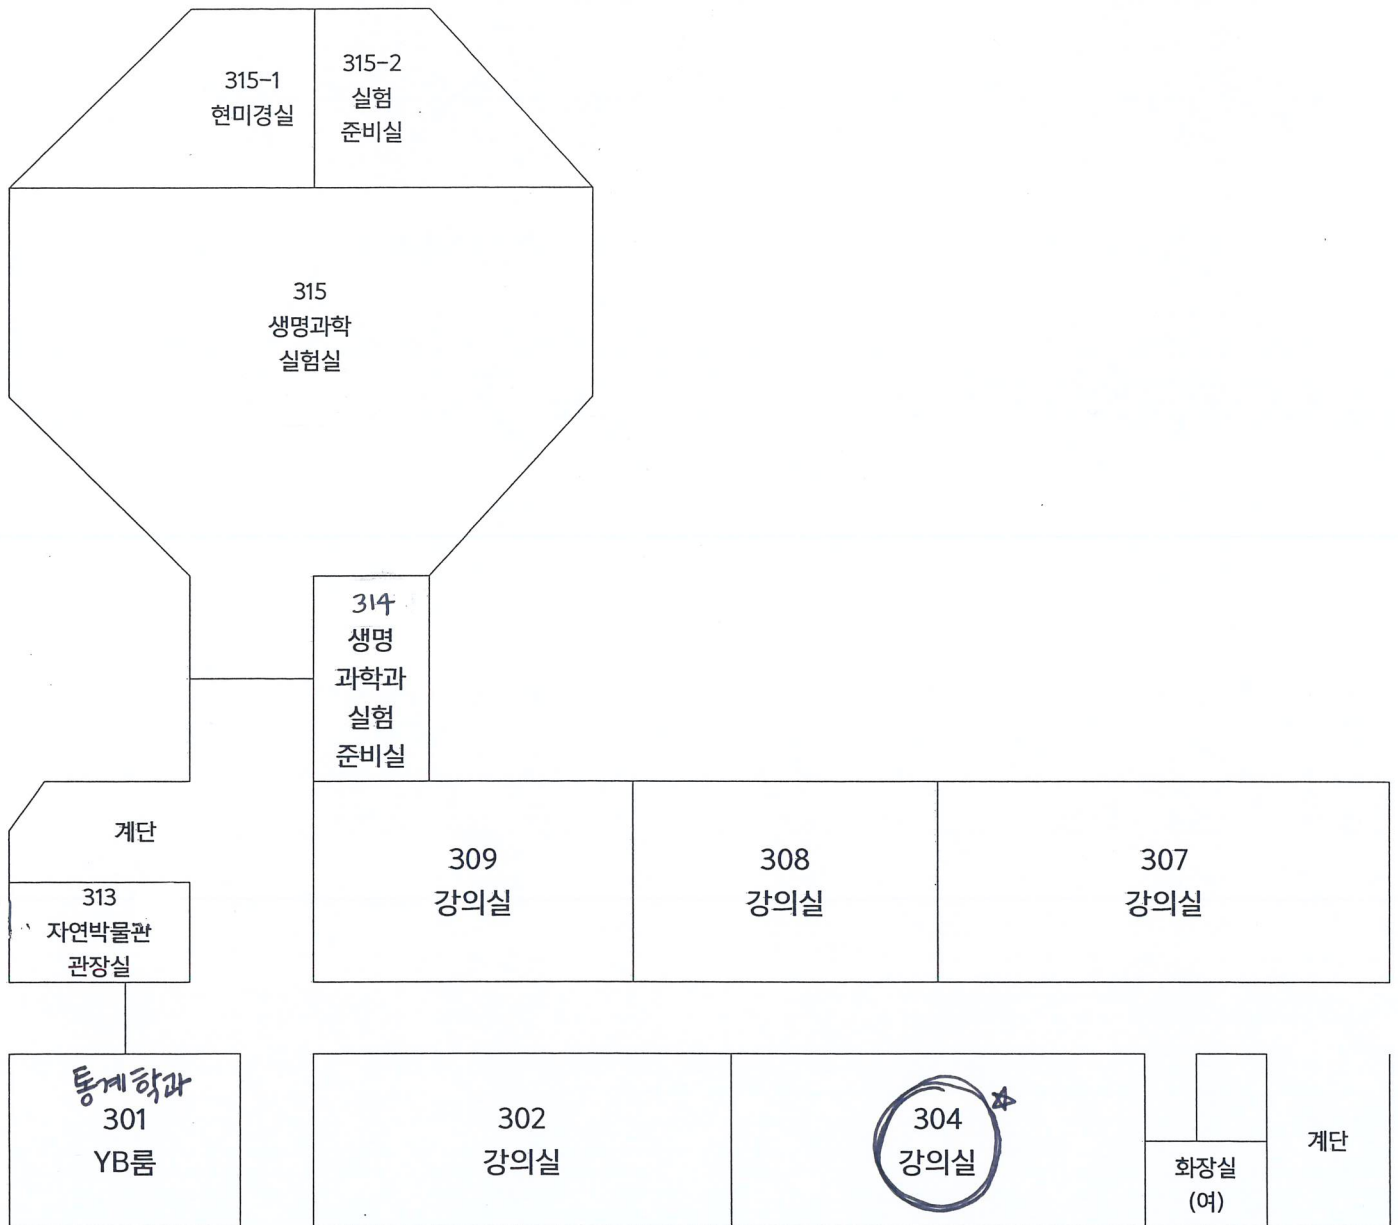 315-1
현미경실
315-2
실험
준비실
315
생명과학
실험실
314
생명
과학과
실험
준비실
계단
313
자연박물관
관장실
309
강의실
308
강의실
307
강의실
통계학과
301
YB룸
302
강의실
304
강의실
화장실
(여)
계단